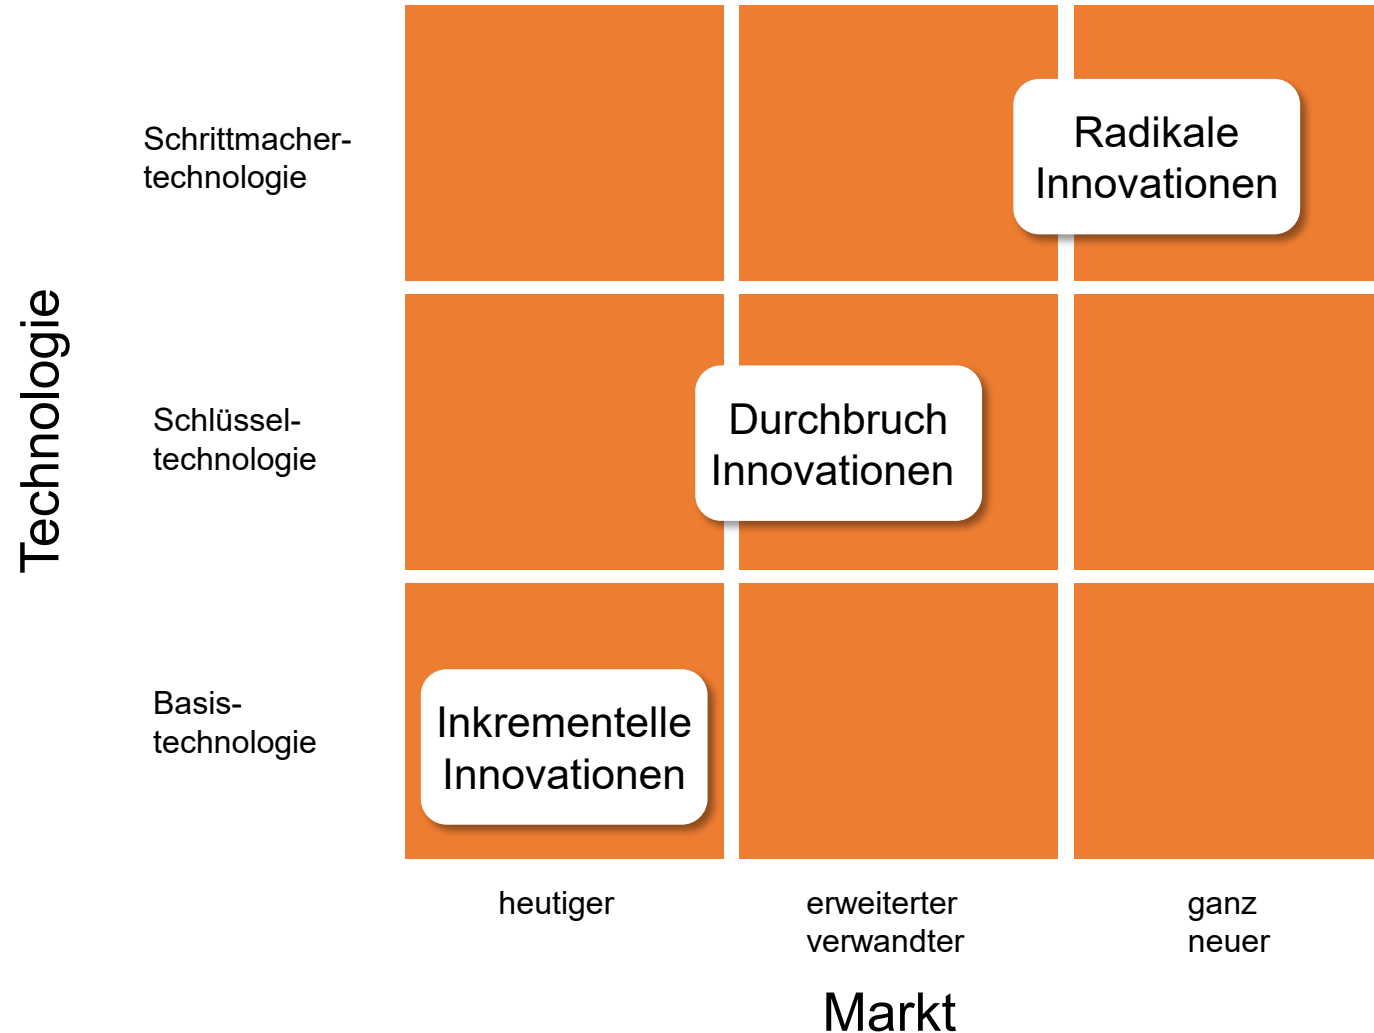 Technologie
Schrittmacher-
technologie
Radikale
Innovationen
Schlüssel-
technologie
Durchbruch
Innovationen
Basis-
technologie
Inkrementelle
Innovationen
heutiger
erweiterter
verwandter
ganz
neuer
Markt